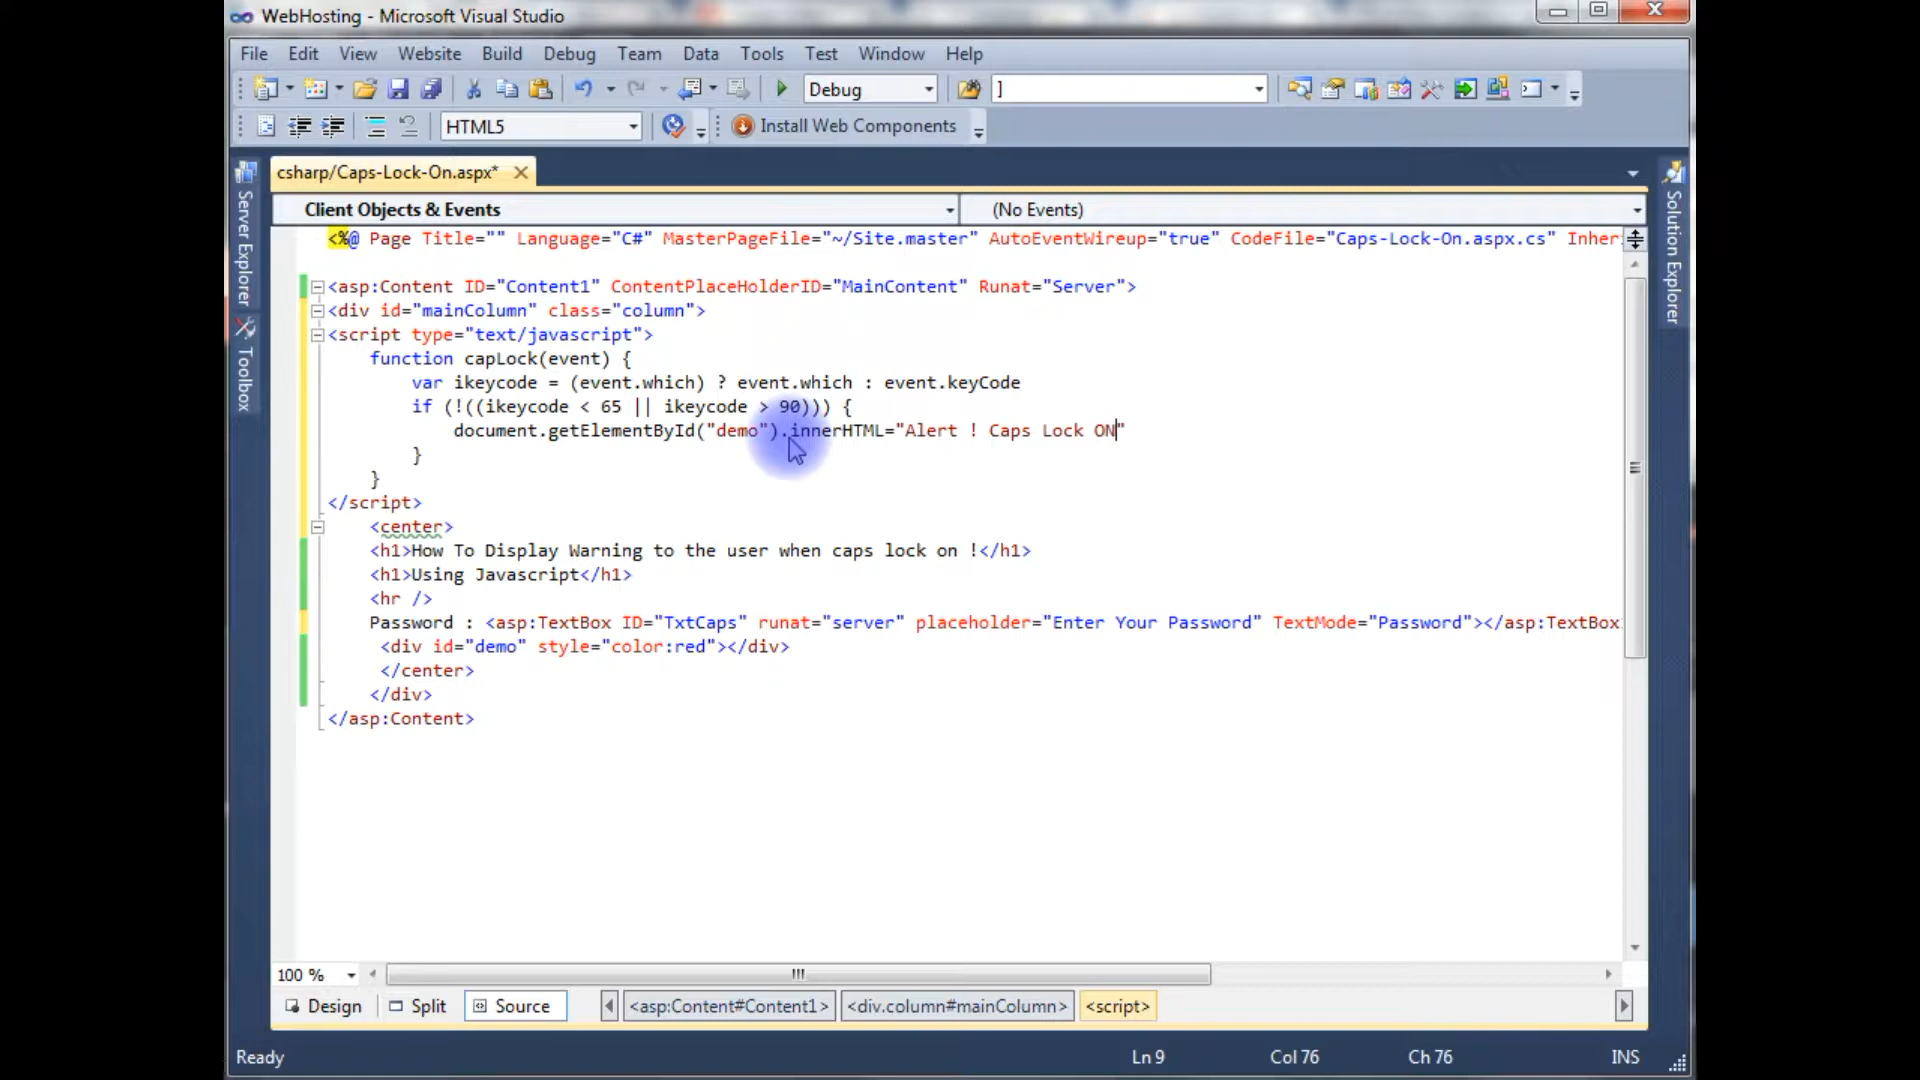 WebHosting - Microsoft Visual Studio
File Edit View Website Build Debug Team Data Tools Test Window Help
Debug ]
HTML5 Install Web Components
csharp/Caps-Lock-On.aspx*
Client Objects & Events (No Events)
Server Explorer
Toolbox
Solution Explorer
<%@ Page Title="" Language="C#" MasterPageFile="~/Site.master" AutoEventWireup="true" CodeFile="Caps-Lock-On.aspx.cs" Inher
<asp:Content ID="Content1" ContentPlaceHolderID="MainContent" Runat="Server">
<div id="mainColumn" class="column">
<script type="text/javascript">
function capLock(event) {
var ikeycode = (event.which) ? event.which : event.keyCode
if (!((ikeycode < 65 || ikeycode > 90))) {
document.getElementById("demo").innerHTML="Alert ! Caps Lock ON"
}
}
</script>
<center>
<h1>How To Display Warning to the user when caps lock on !</h1>
<h1>Using Javascript</h1>
<hr />
Password : <asp:TextBox ID="TxtCaps" runat="server" placeholder="Enter Your Password" TextMode="Password"></asp:TextBox
<div id="demo" style="color:red"></div>
</center>
</div>
</asp:Content>
100 %
Design Split Source <asp:Content#Content1> <div.column#mainColumn> <script>
Ready Ln 9 Col 76 Ch 76 INS